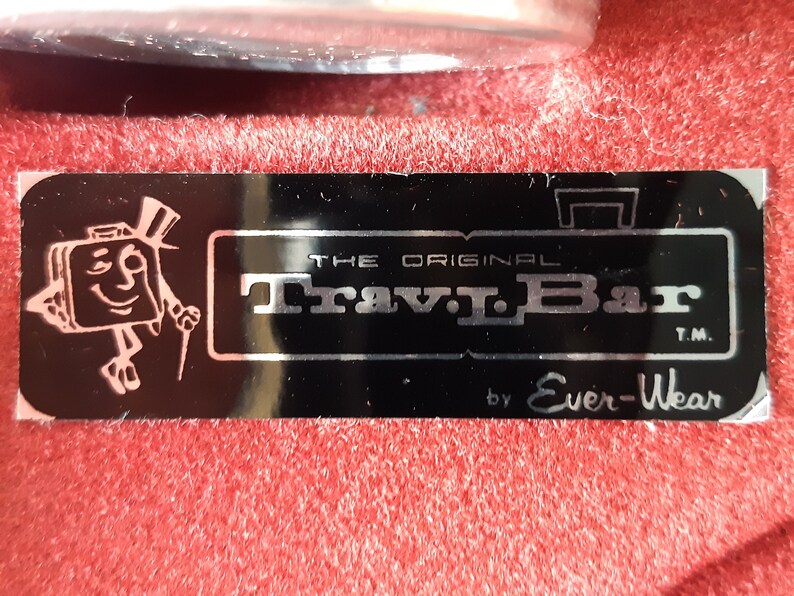 THE ORIGINAL
Trav.L.Bar
T.M.
by Ever-Wear